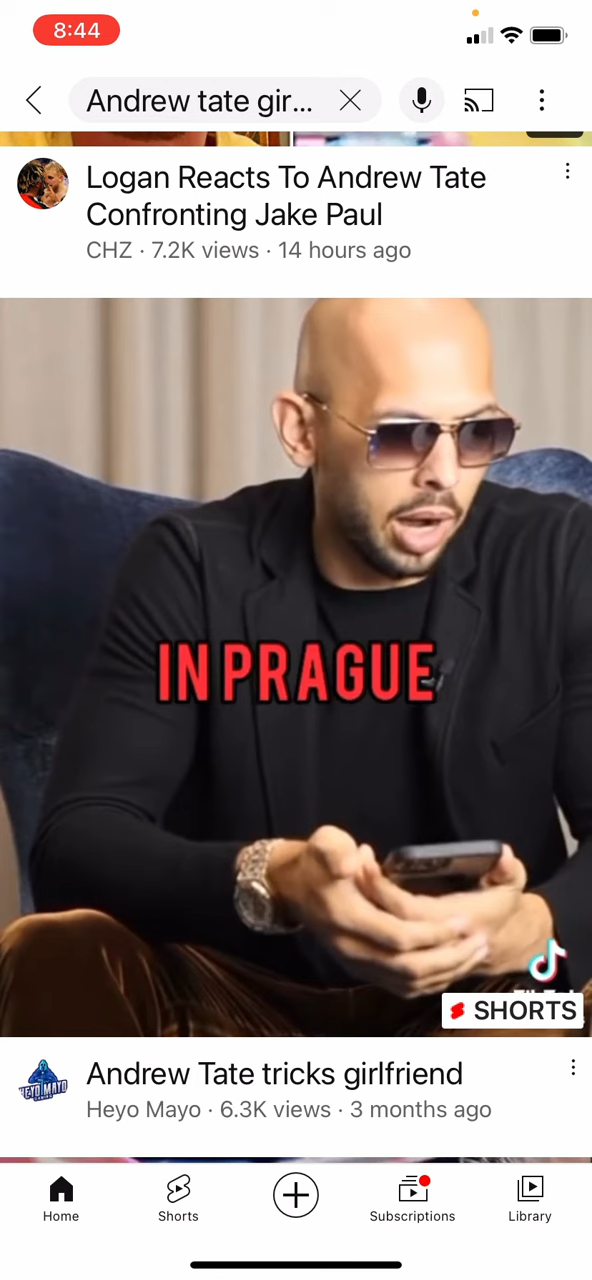 8:44
Andrew tate gir...
Logan Reacts To Andrew Tate
Confronting Jake Paul
CHZ · 7.2K views · 14 hours ago
IN PRAGUE
SHORTS
HEYO MAYO
Andrew Tate tricks girlfriend
Heyo Mayo · 6.3K views · 3 months ago
Home
Shorts
Subscriptions
Library